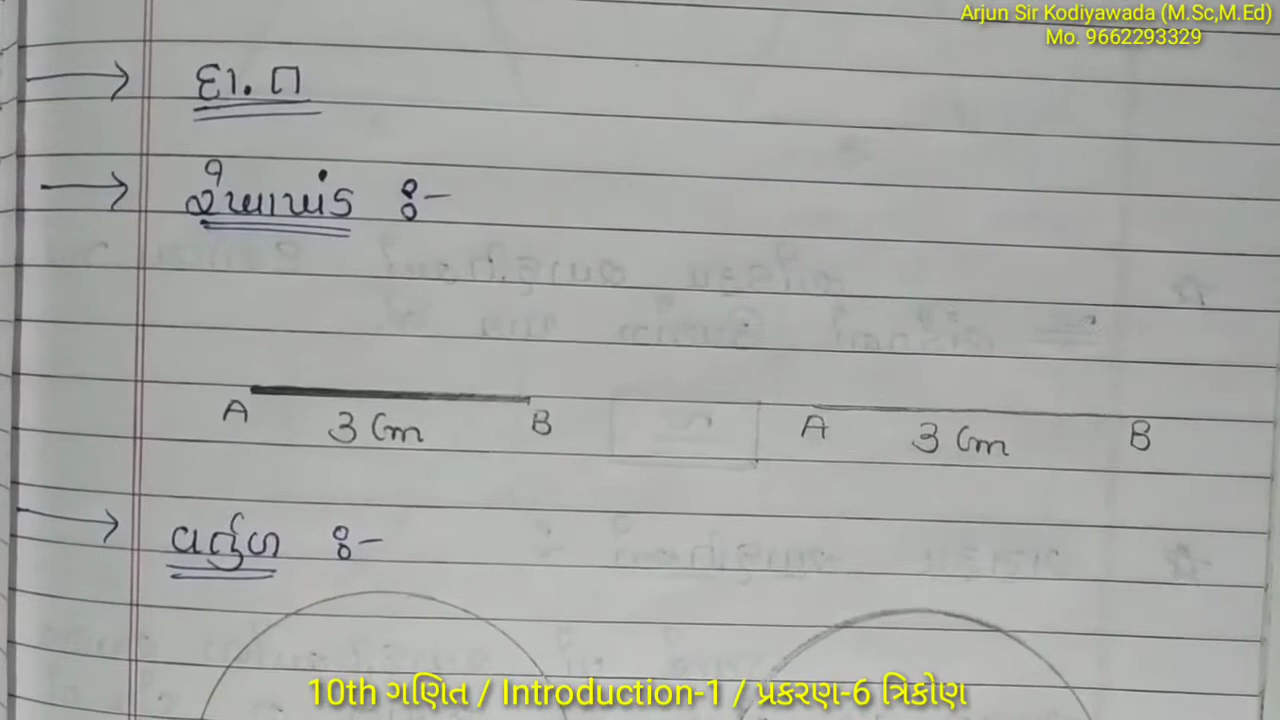 Arjun Sir Kodiyawada (M.Sc,M.Ed)
Mo. 9662293329
→ દા.ત
→ રેખાખંડ :-
A 3 Cm B A 3 Cm B
→ વર્તુળ :-
10th ગણિત / Introduction-1 / પ્રકરણ-6 ત્રિકોણ